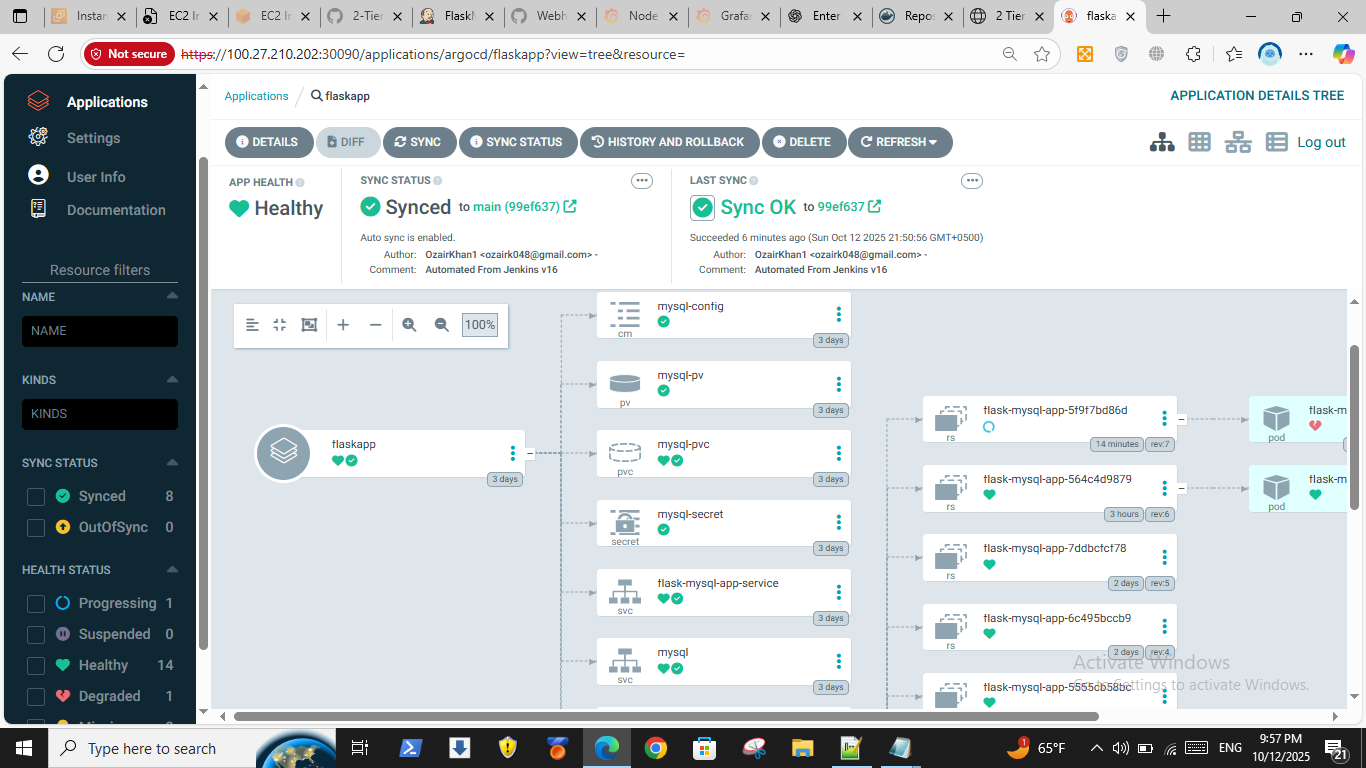 Instan
EC2 In
EC2 In
2-Tier
FlaskM
Webh
Node
Grafan
Enter
Repos
2 Tier
flaska
Not secure
https://100.27.210.202:30090/applications/argocd/flaskapp?view=tree&resource=
Applications
Settings
User Info
Documentation
Resource filters
NAME
NAME
KINDS
KINDS
SYNC STATUS
Synced 8
OutOfSync 0
HEALTH STATUS
Progressing 1
Suspended 0
Healthy 14
Degraded 1
Applications / flaskapp
APPLICATION DETAILS TREE
DETAILS
DIFF
SYNC
SYNC STATUS
HISTORY AND ROLLBACK
DELETE
REFRESH
Log out
APP HEALTH
Healthy
SYNC STATUS
Synced to main (99ef637)
Auto sync is enabled.
Author: OzairKhan1 <ozairk048@gmail.com> -
Comment: Automated From Jenkins v16
LAST SYNC
Sync OK to 99ef637
Succeeded 6 minutes ago (Sun Oct 12 2025 21:50:56 GMT+0500)
Author: OzairKhan1 <ozairk048@gmail.com> -
Comment: Automated From Jenkins v16
100%
flaskapp
3 days
mysql-config
cm
3 days
mysql-pv
pv
3 days
mysql-pvc
pvc
3 days
mysql-secret
secret
3 days
flask-mysql-app-service
svc
3 days
mysql
svc
3 days
flask-mysql-app-5f9f7bd86d
rs
14 minutes rev:7
flask-mysql-app-564c4d9879
rs
3 hours rev:6
flask-mysql-app-7ddbcfcf78
rs
2 days rev:5
flask-mysql-app-6c495bccb9
rs
2 days rev:4
flask-mysql-app-5555cb58bc
rs
flask-m
pod
flask-m
pod
Activate Windows
Go to Settings to activate Windows.
Type here to search
1
65°F
ENG
9:57 PM
10/12/2025
21